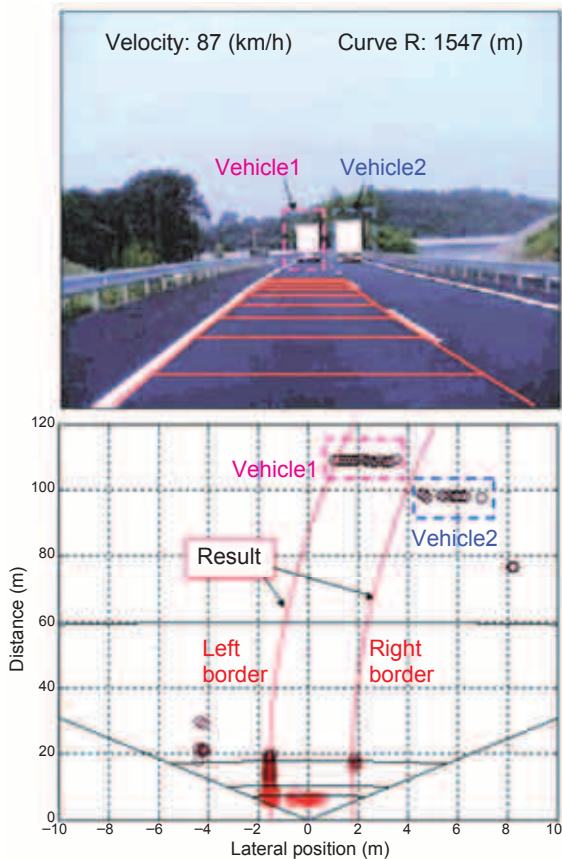 Velocity: 87 (km/h) Curve R: 1547 (m)
Vehicle1 Vehicle2
120
100
80
60
40
20
0
Distance (m)
Vehicle1
Vehicle2
Result
Left
border
Right
border
−10 −8 −6 −4 −2 0 2 4 6 8 10
Lateral position (m)